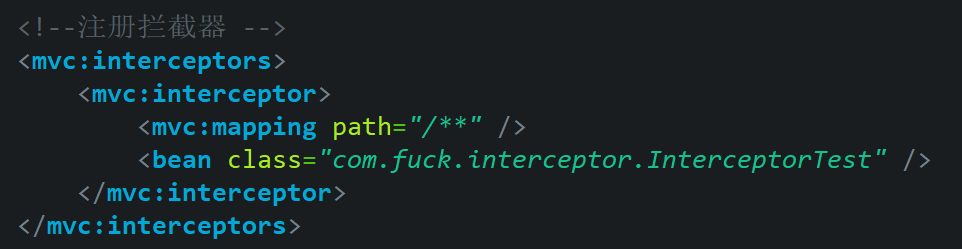 <!--注册拦截器 -->
<mvc:interceptors>
    <mvc:interceptor>
        <mvc:mapping path="/**" />
        <bean class="com.fuck.interceptor.InterceptorTest" />
    </mvc:interceptor>
</mvc:interceptors>